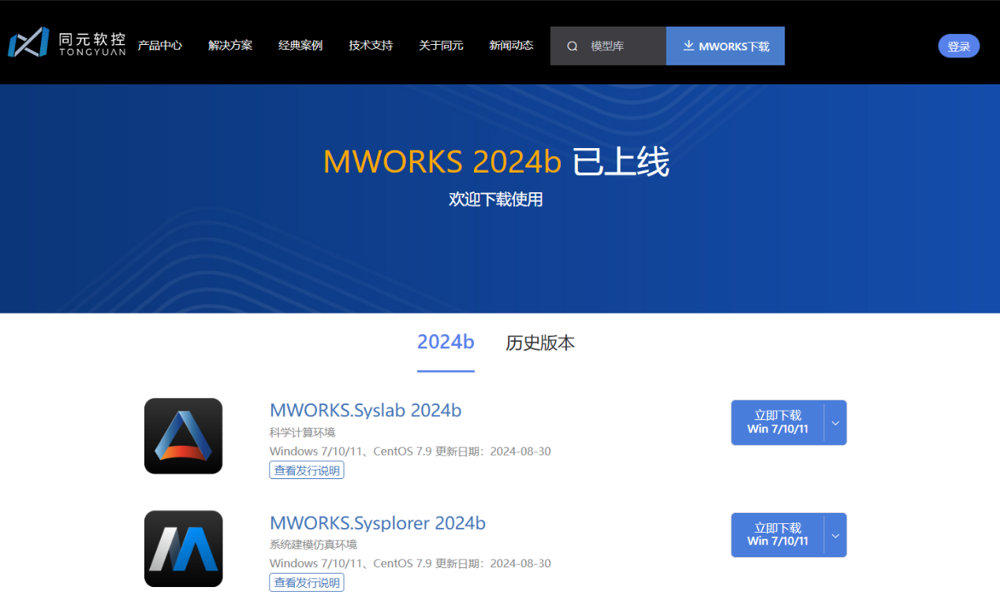 同元软控
TONGYUAN
产品中心 解决方案 经典案例 技术支持 关于同元 新闻动态 模型库 MWORKS下载 登录
MWORKS 2024b 已上线
欢迎下载使用
2024b 历史版本
MWORKS.Syslab 2024b
科学计算环境
Windows 7/10/11、CentOS 7.9 更新日期：2024-08-30
查看发行说明
立即下载
Win 7/10/11
MWORKS.Sysplorer 2024b
系统建模仿真环境
Windows 7/10/11、CentOS 7.9 更新日期：2024-08-30
查看发行说明
立即下载
Win 7/10/11